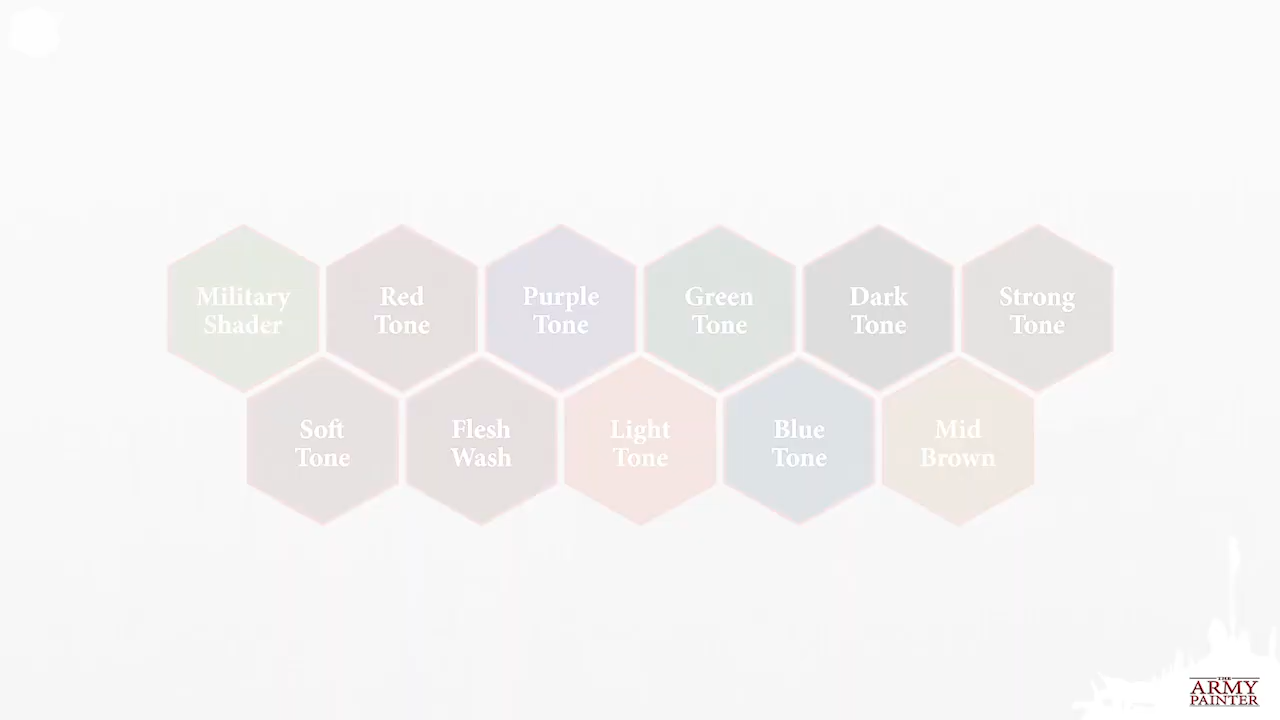 Military
Shader
Red
Tone
Purple
Tone
Green
Tone
Dark
Tone
Strong
Tone
Soft
Tone
Flesh
Wash
Light
Tone
Blue
Tone
Mid
Brown
THE
ARMY
PAINTER